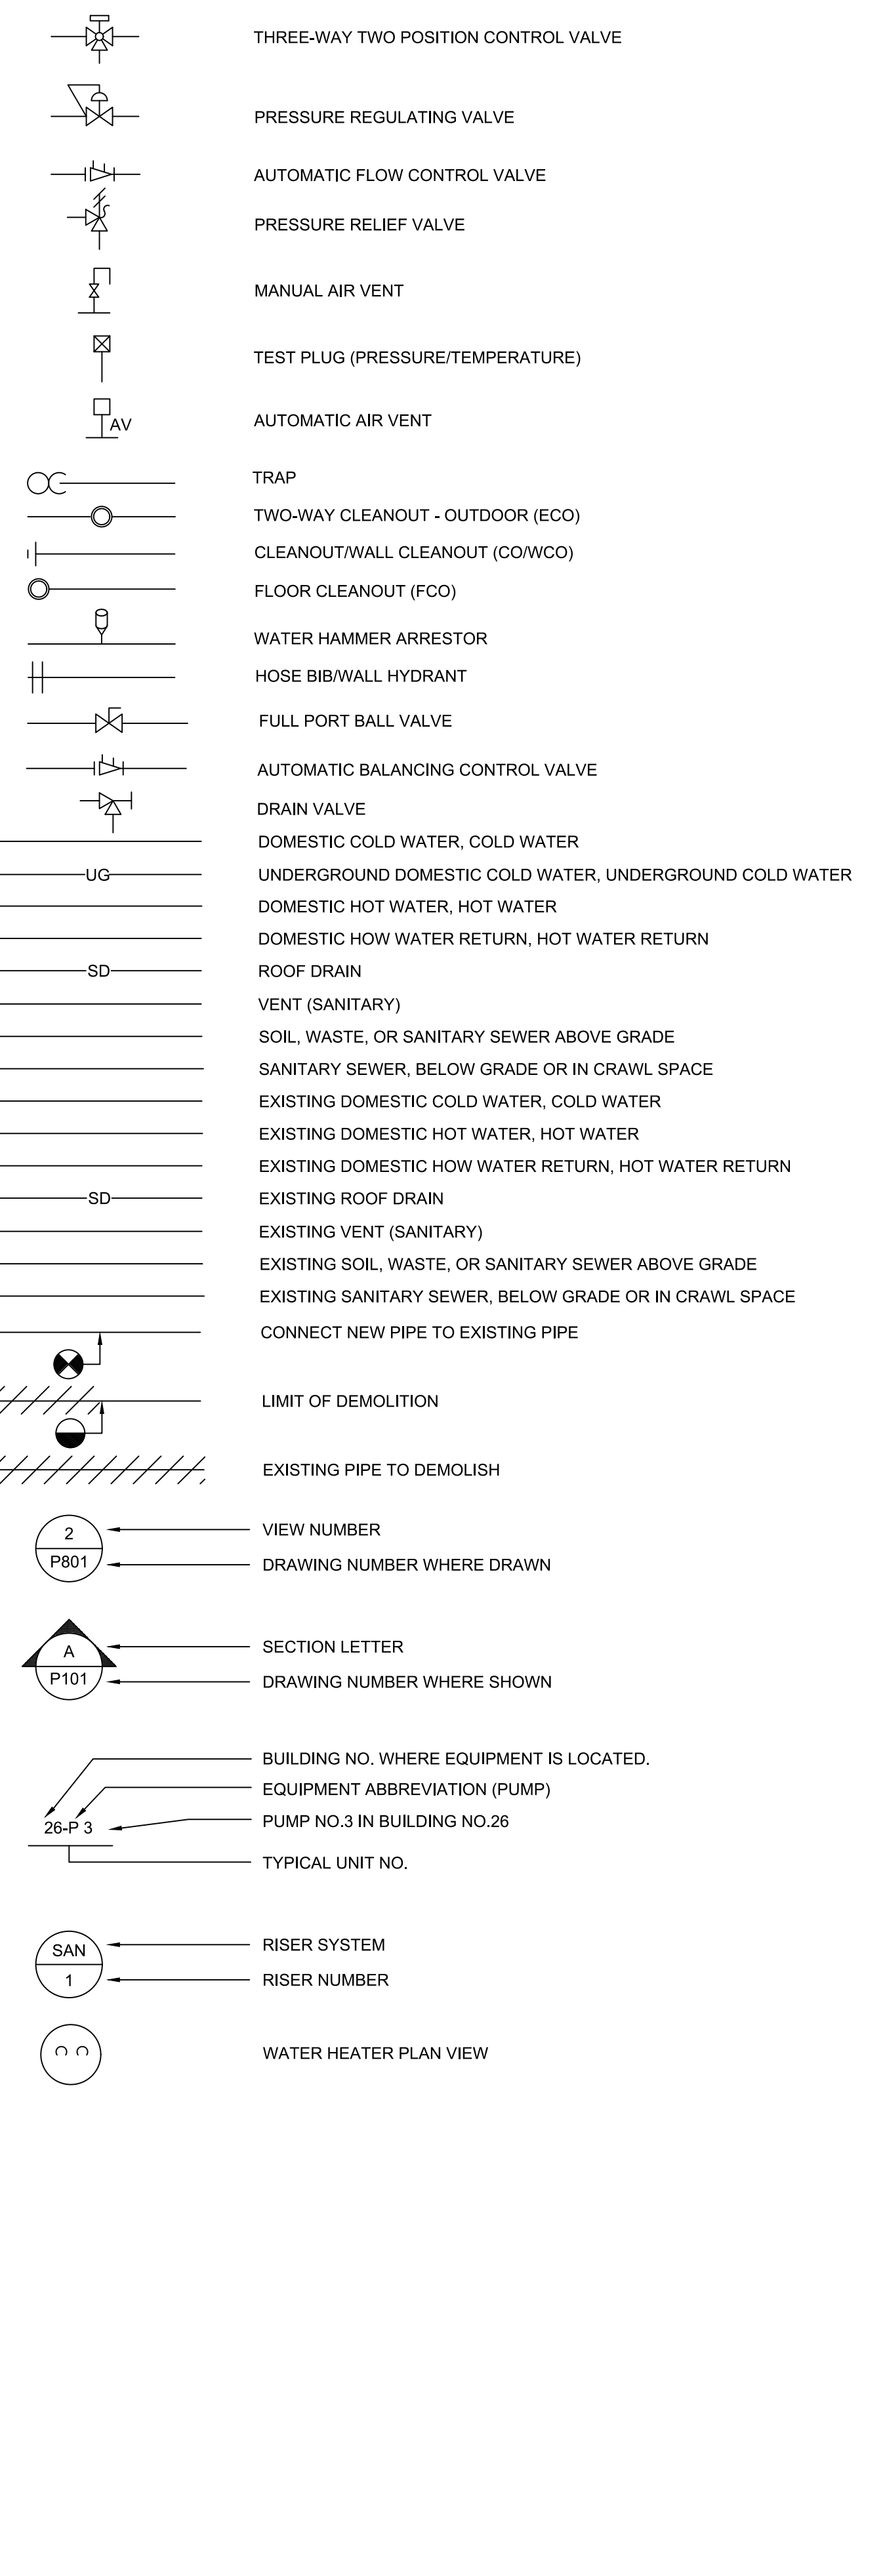 THREE-WAY TWO POSITION CONTROL VALVE
PRESSURE REGULATING VALVE
AUTOMATIC FLOW CONTROL VALVE
PRESSURE RELIEF VALVE
MANUAL AIR VENT
TEST PLUG (PRESSURE/TEMPERATURE)
AV AUTOMATIC AIR VENT
TRAP
TWO-WAY CLEANOUT - OUTDOOR (ECO)
CLEANOUT/WALL CLEANOUT (CO/WCO)
FLOOR CLEANOUT (FCO)
WATER HAMMER ARRESTOR
HOSE BIB/WALL HYDRANT
FULL PORT BALL VALVE
AUTOMATIC BALANCING CONTROL VALVE
DRAIN VALVE
DOMESTIC COLD WATER, COLD WATER
UG UNDERGROUND DOMESTIC COLD WATER, UNDERGROUND COLD WATER
DOMESTIC HOT WATER, HOT WATER
DOMESTIC HOW WATER RETURN, HOT WATER RETURN
SD ROOF DRAIN
VENT (SANITARY)
SOIL, WASTE, OR SANITARY SEWER ABOVE GRADE
SANITARY SEWER, BELOW GRADE OR IN CRAWL SPACE
EXISTING DOMESTIC COLD WATER, COLD WATER
EXISTING DOMESTIC HOT WATER, HOT WATER
EXISTING DOMESTIC HOW WATER RETURN, HOT WATER RETURN
SD EXISTING ROOF DRAIN
EXISTING VENT (SANITARY)
EXISTING SOIL, WASTE, OR SANITARY SEWER ABOVE GRADE
EXISTING SANITARY SEWER, BELOW GRADE OR IN CRAWL SPACE
CONNECT NEW PIPE TO EXISTING PIPE
LIMIT OF DEMOLITION
EXISTING PIPE TO DEMOLISH
2 VIEW NUMBER
P801 DRAWING NUMBER WHERE DRAWN
A SECTION LETTER
P101 DRAWING NUMBER WHERE SHOWN
BUILDING NO. WHERE EQUIPMENT IS LOCATED.
EQUIPMENT ABBREVIATION (PUMP)
26-P 3 PUMP NO.3 IN BUILDING NO.26
TYPICAL UNIT NO.
SAN RISER SYSTEM
1 RISER NUMBER
WATER HEATER PLAN VIEW